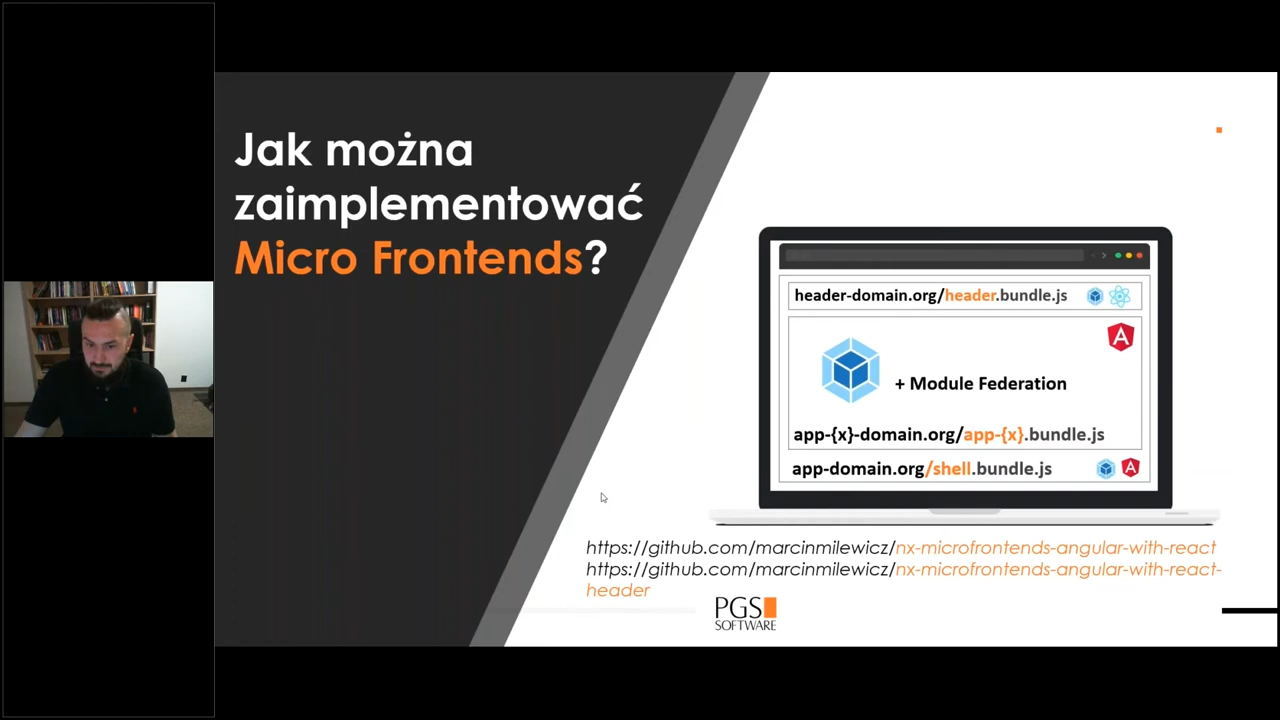 Jak można
zaimplementować
Micro Frontends?
header-domain.org/header.bundle.js
+ Module Federation
app-{x}-domain.org/app-{x}.bundle.js
app-domain.org/shell.bundle.js
https://github.com/marcinmilewicz/nx-microfrontends-angular-with-react
https://github.com/marcinmilewicz/nx-microfrontends-angular-with-react-
header
PGS
SOFTWARE